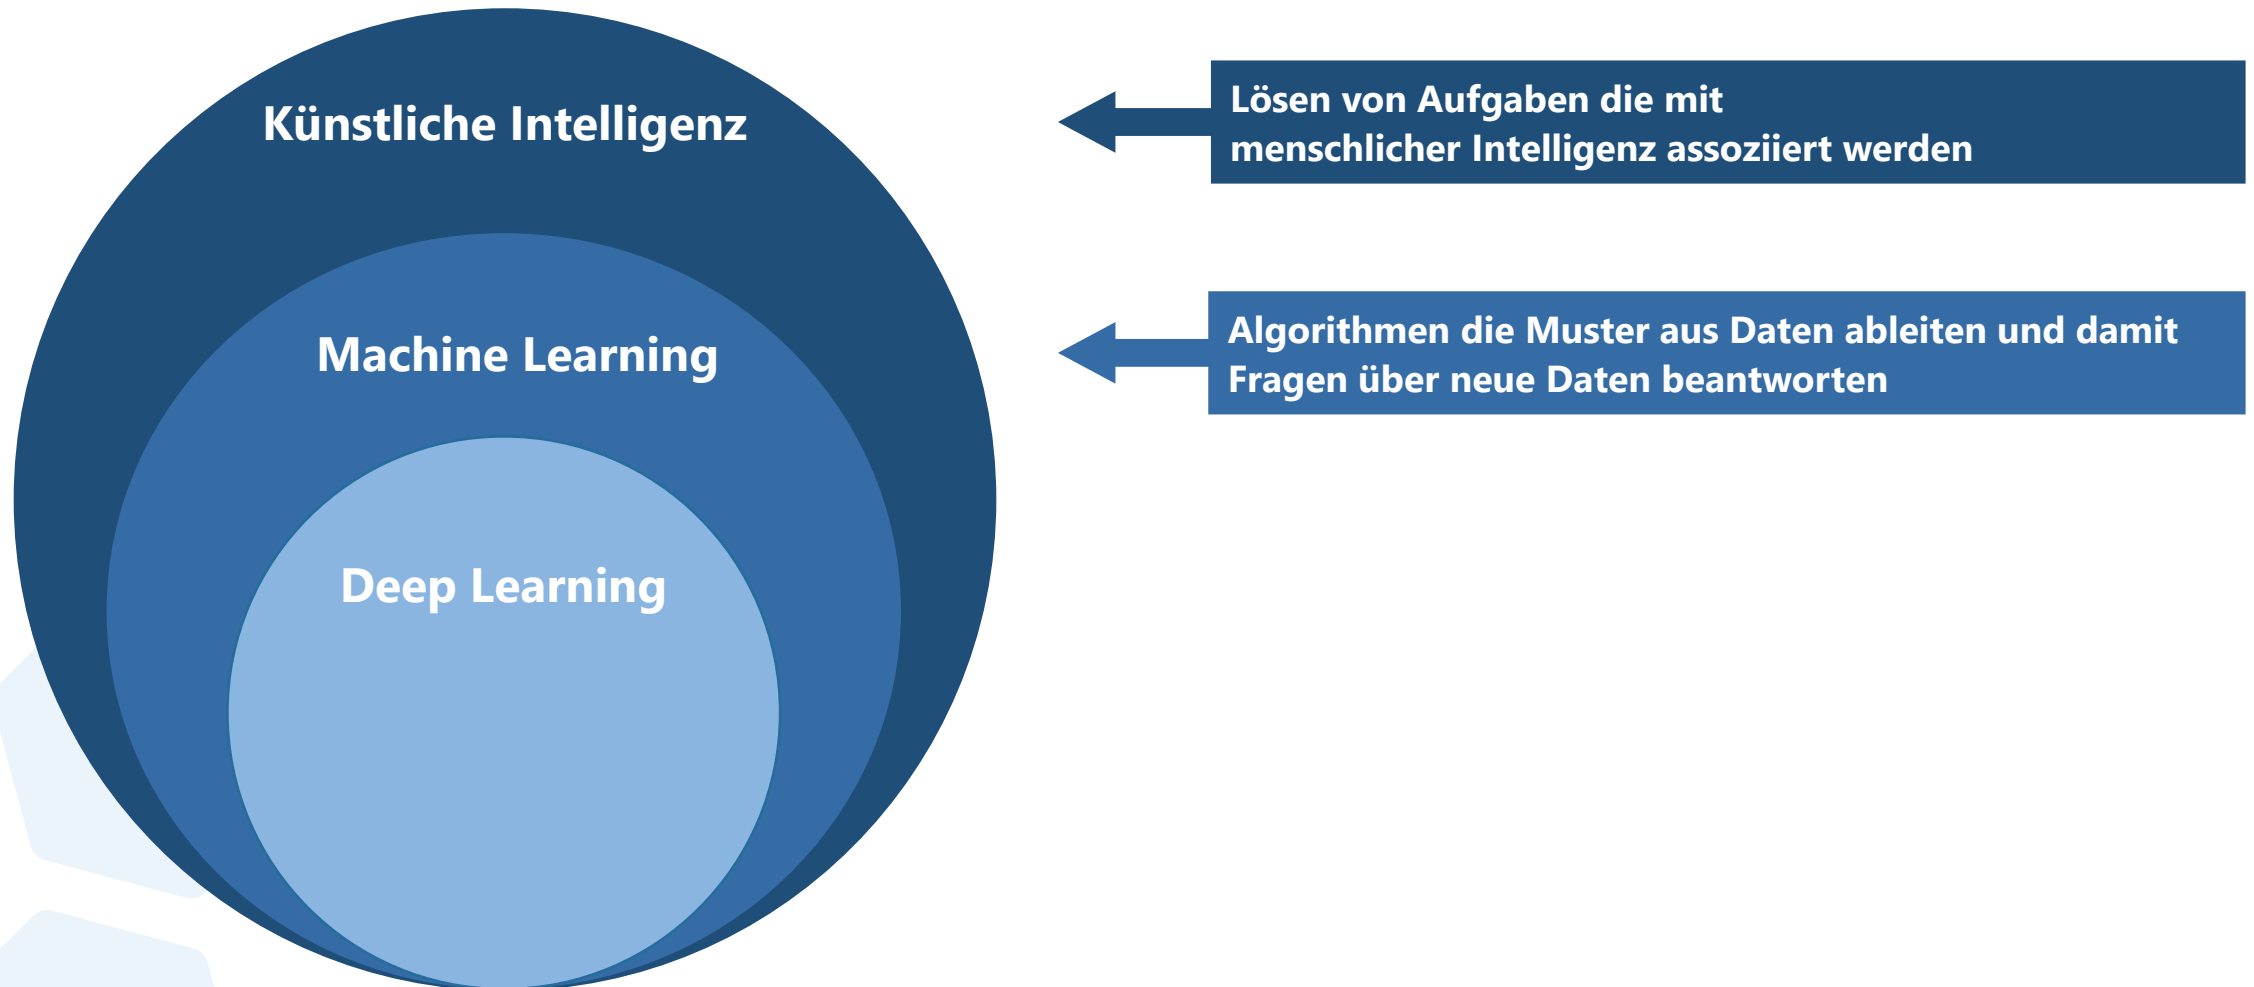 Künstliche Intelligenz
Lösen von Aufgaben die mit
menschlicher Intelligenz assoziiert werden
Machine Learning
Algorithmen die Muster aus Daten ableiten und damit
Fragen über neue Daten beantworten
Deep Learning